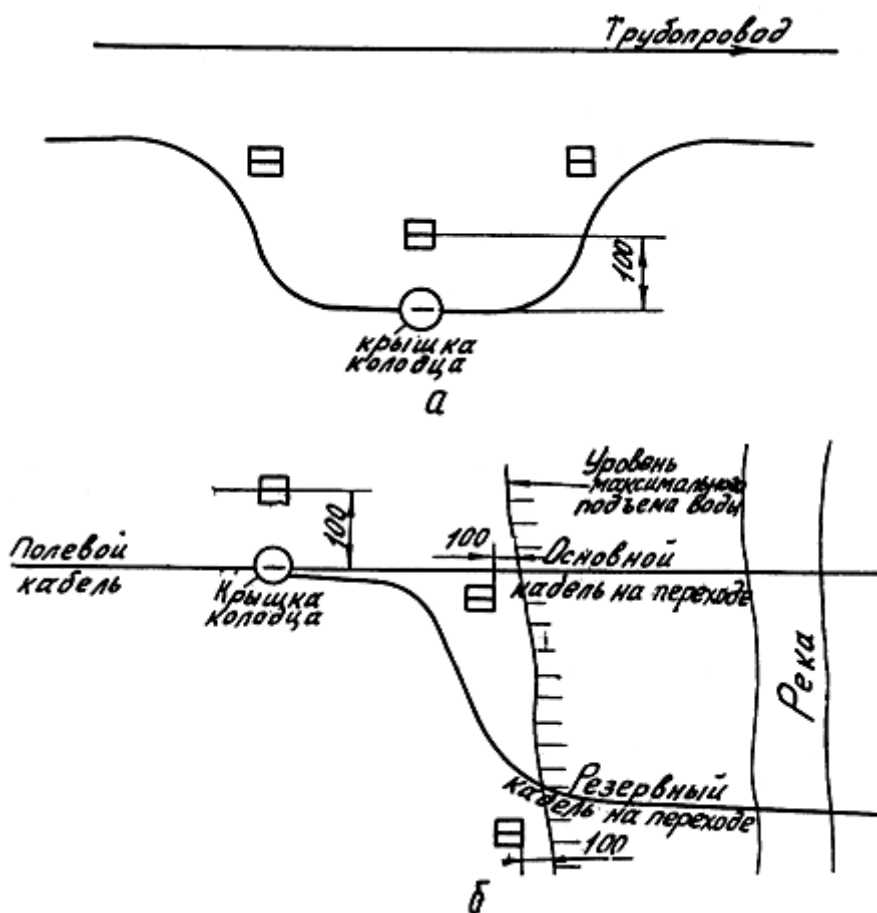 Трубопровод
100
крышка
колодца
а
Уровень
максимального
подъема воды
100
100
Полевой
кабель
Основной
кабель на переходе
Крышка
колодца
Река
Резервный
кабель на переходе
100
б